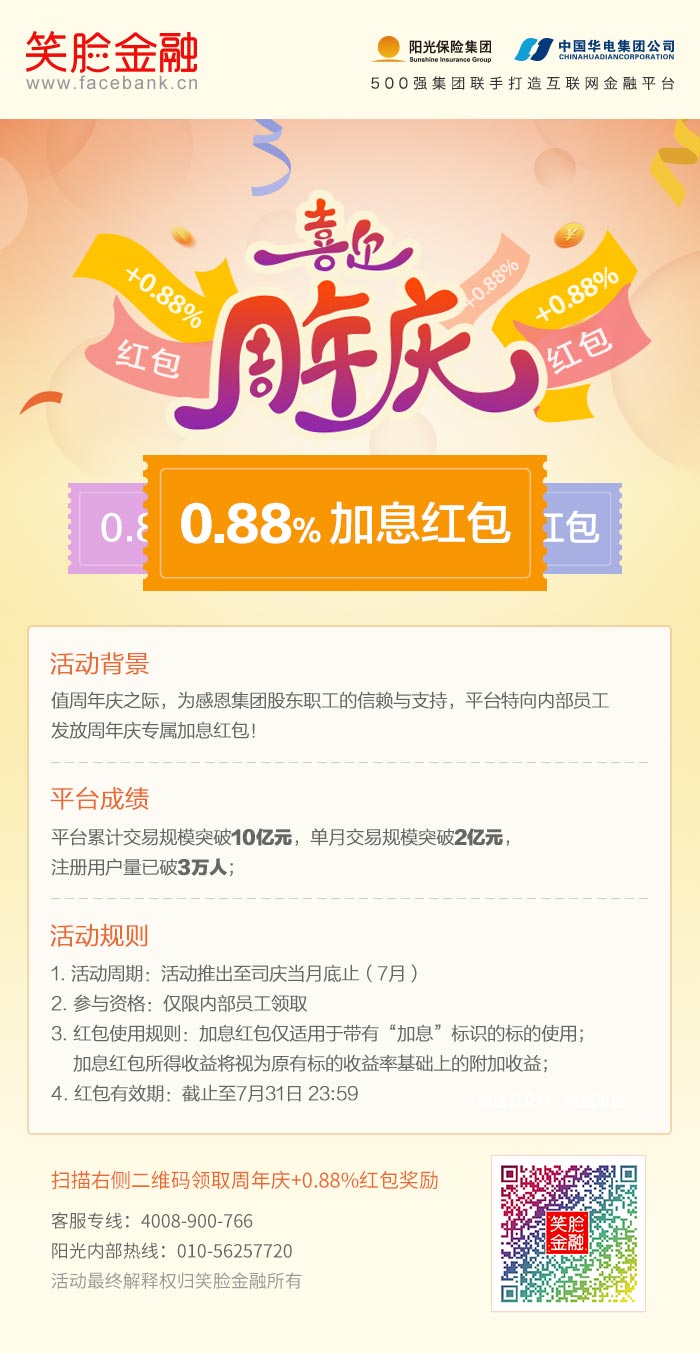 笑脸金融
www.facebank.cn
阳光保险集团
Sunshine Insurance Group
中国华电集团公司
CHINAHUADIANCORPORATION
500强集团联手打造互联网金融平台
喜迎
周年庆
+0.88%
红包
+0.88%
+0.88%
红包
0.8
0.88%加息红包
红包
活动背景
值周年庆之际，为感恩集团股东职工的信赖与支持，平台特向内部员工
发放周年庆专属加息红包！
平台成绩
平台累计交易规模突破10亿元，单月交易规模突破2亿元，
注册用户量已破3万人；
活动规则
1. 活动周期：活动推出至司庆当月底止（7月）
2. 参与资格：仅限内部员工领取
3. 红包使用规则：加息红包仅适用于带有“加息”标识的标的使用；
加息红包所得收益将视为原有标的收益率基础上的附加收益；
4. 红包有效期：截止至7月31日 23:59
扫描右侧二维码领取周年庆+0.88%红包奖励
客服专线：4008-900-766
阳光内部热线：010-56257720
活动最终解释权归笑脸金融所有
笑脸
金融